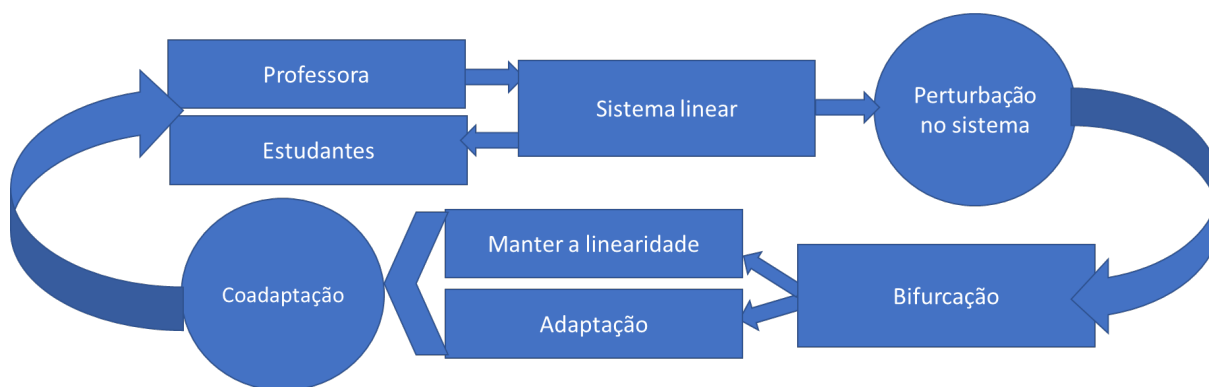 Professora
Estudantes
Sistema linear
Perturbação
no sistema
Manter a linearidade
Adaptação
Bifurcação
Coadaptação